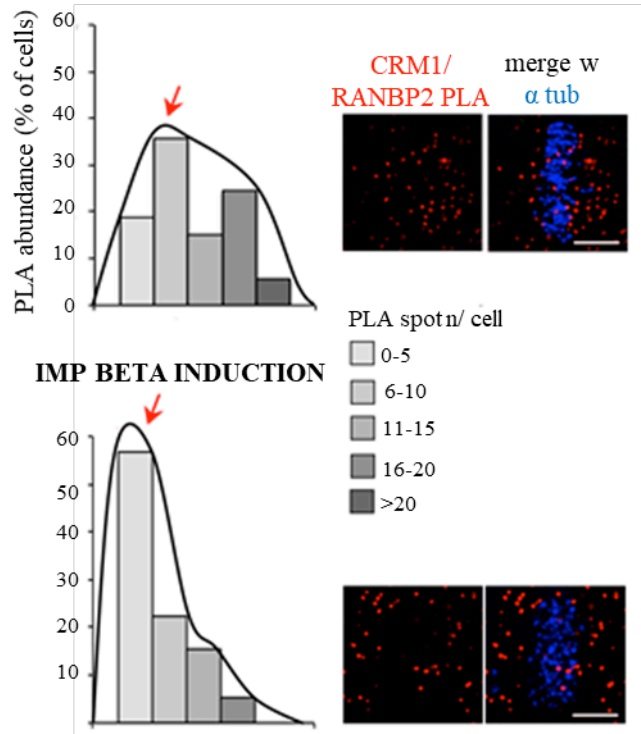 PLA abundance (% of cells)
60
50
40
30
20
10
0
CRM1/
RANBP2 PLA
merge w
α tub
PLA spot n/ cell
0-5
6-10
11-15
16-20
>20
IMP BETA INDUCTION
60
50
40
30
20
10